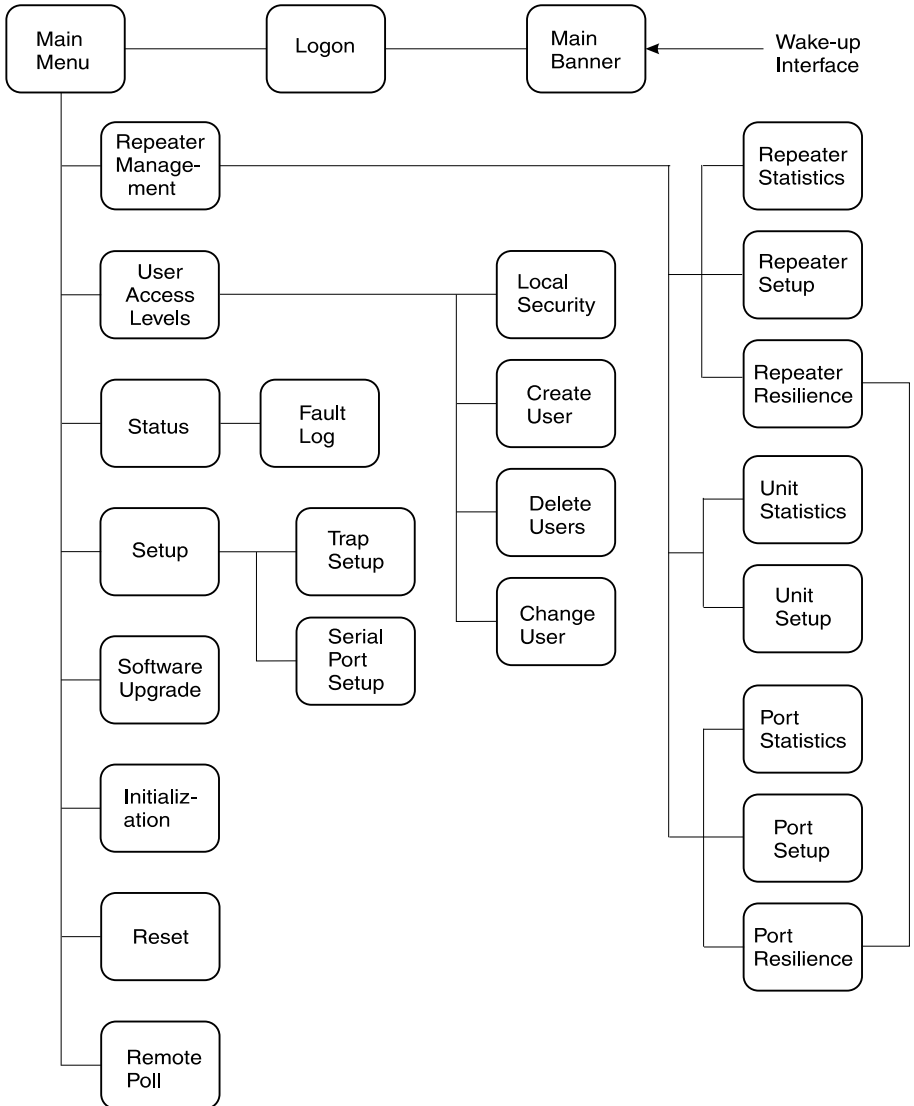 Main
Menu
Logon
Main
Banner
Wake-up
Interface
Repeater
Manage-
ment
Repeater
Statistics
User
Access
Levels
Local
Security
Repeater
Setup
Create
User
Repeater
Resilience
Status
Fault
Log
Delete
Users
Unit
Statistics
Setup
Trap
Setup
Change
User
Unit
Setup
Software
Upgrade
Serial
Port
Setup
Port
Statistics
Initializ-
ation
Port
Setup
Reset
Port
Resilience
Remote
Poll